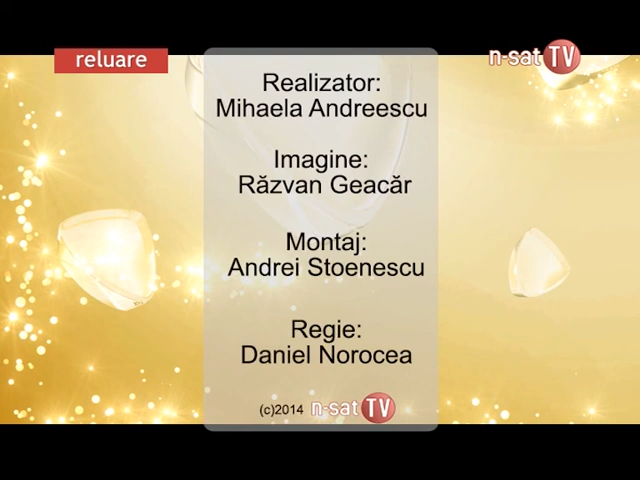 reluare
n-sat TV
Realizator:
Mihaela Andreescu
Imagine:
Răzvan Geacăr
Montaj:
Andrei Stoenescu
Regie:
Daniel Norocea
(c)2014 n-sat TV